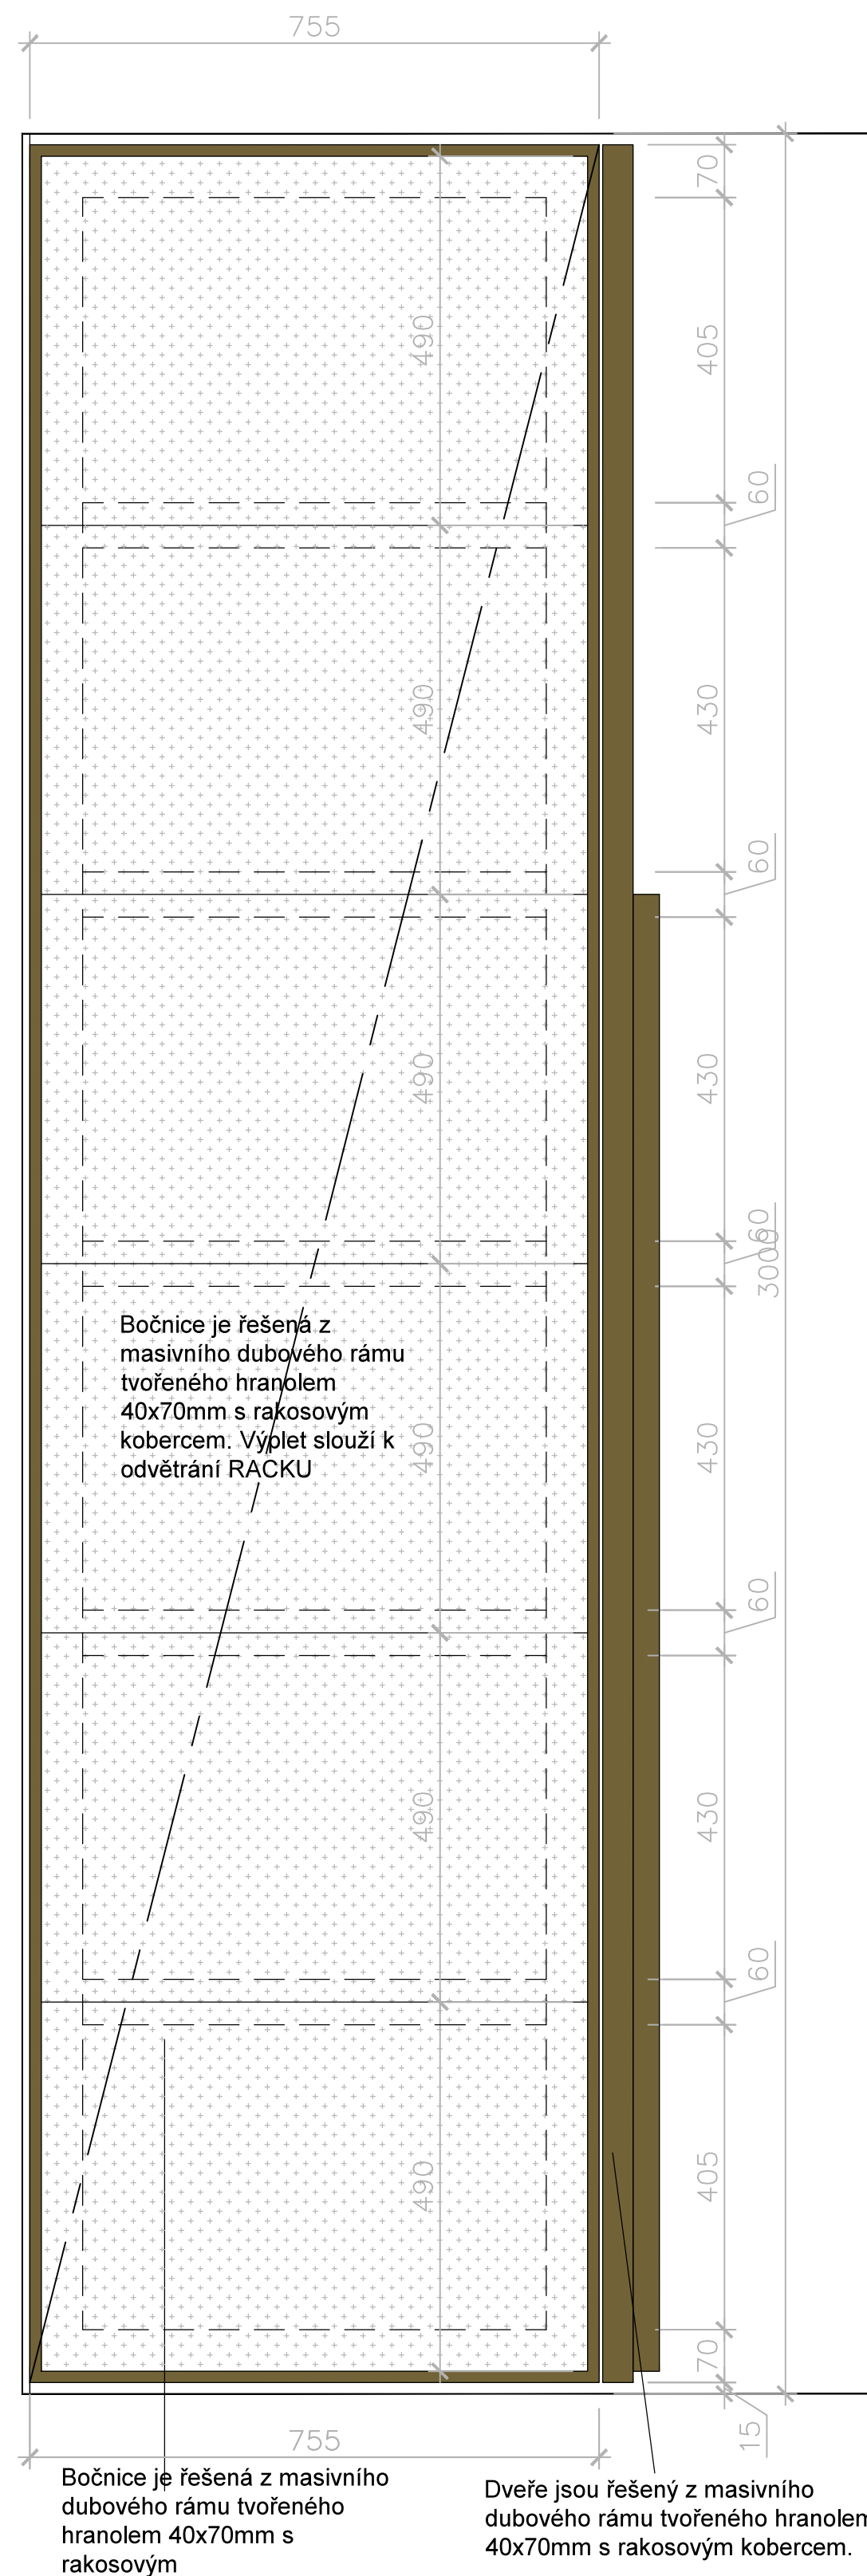 755
70
490
405
60
490
430
60
490
430
60
3000
Bočnice je řešená z
masivního dubového rámu
tvořeného hranolem
40x70mm s rakosovým
kobercem. Výplet slouží k
odvětrání RACKU
490
430
60
490
430
60
490
405
70
15
755
Bočnice je řešená z masivního
dubového rámu tvořeného
hranolem 40x70mm s
rakosovým
Dveře jsou řešený z masivního
dubového rámu tvořeného hranolem
40x70mm s rakosovým kobercem.